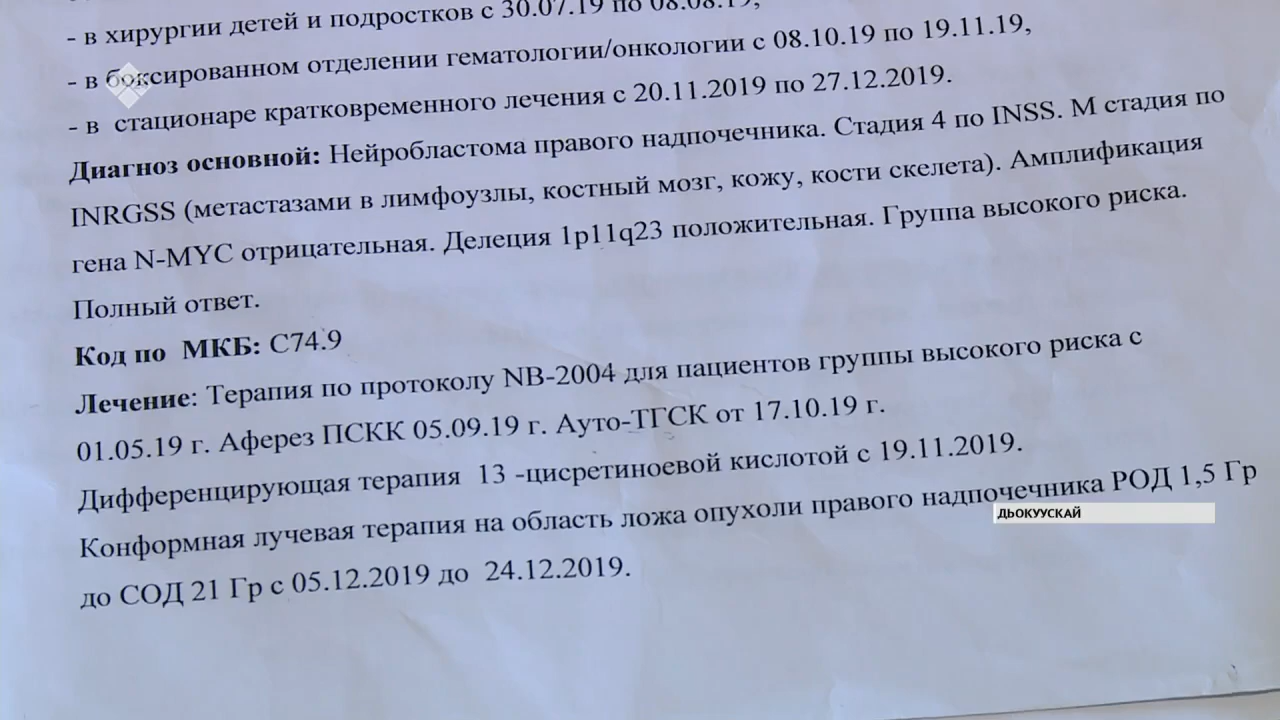 - в хирургии детей и подростков с 30.07.19 по 08.08.19,
- в боксированном отделении гематологии/онкологии с 08.10.19 по 19.11.19,
- в стационаре кратковременного лечения с 20.11.2019 по 27.12.2019.
Диагноз основной: Нейробластома правого надпочечника. Стадия 4 по INSS. М стадия по
INRGSS (метастазами в лимфоузлы, костный мозг, кожу, кости скелета). Амплификация
гена N-MYC отрицательная. Делеция 1p11q23 положительная. Группа высокого риска.
Полный ответ.
Код по МКБ: С74.9
Лечение: Терапия по протоколу NB-2004 для пациентов группы высокого риска с
01.05.19 г. Аферез ПСКК 05.09.19 г. Ауто-ТГСК от 17.10.19 г.
Дифференцирующая терапия 13 -цисретиноевой кислотой с 19.11.2019.
Конформная лучевая терапия на область ложа опухоли правого надпочечника РОД 1,5 Гр
ДЬОКУУСКАЙ
до СОД 21 Гр с 05.12.2019 до 24.12.2019.